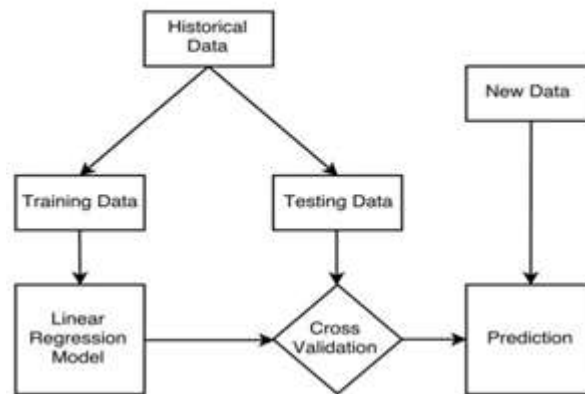 Historical
Data
New Data
Training Data
Testing Data
Linear
Regression
Model
Cross
Validation
Prediction